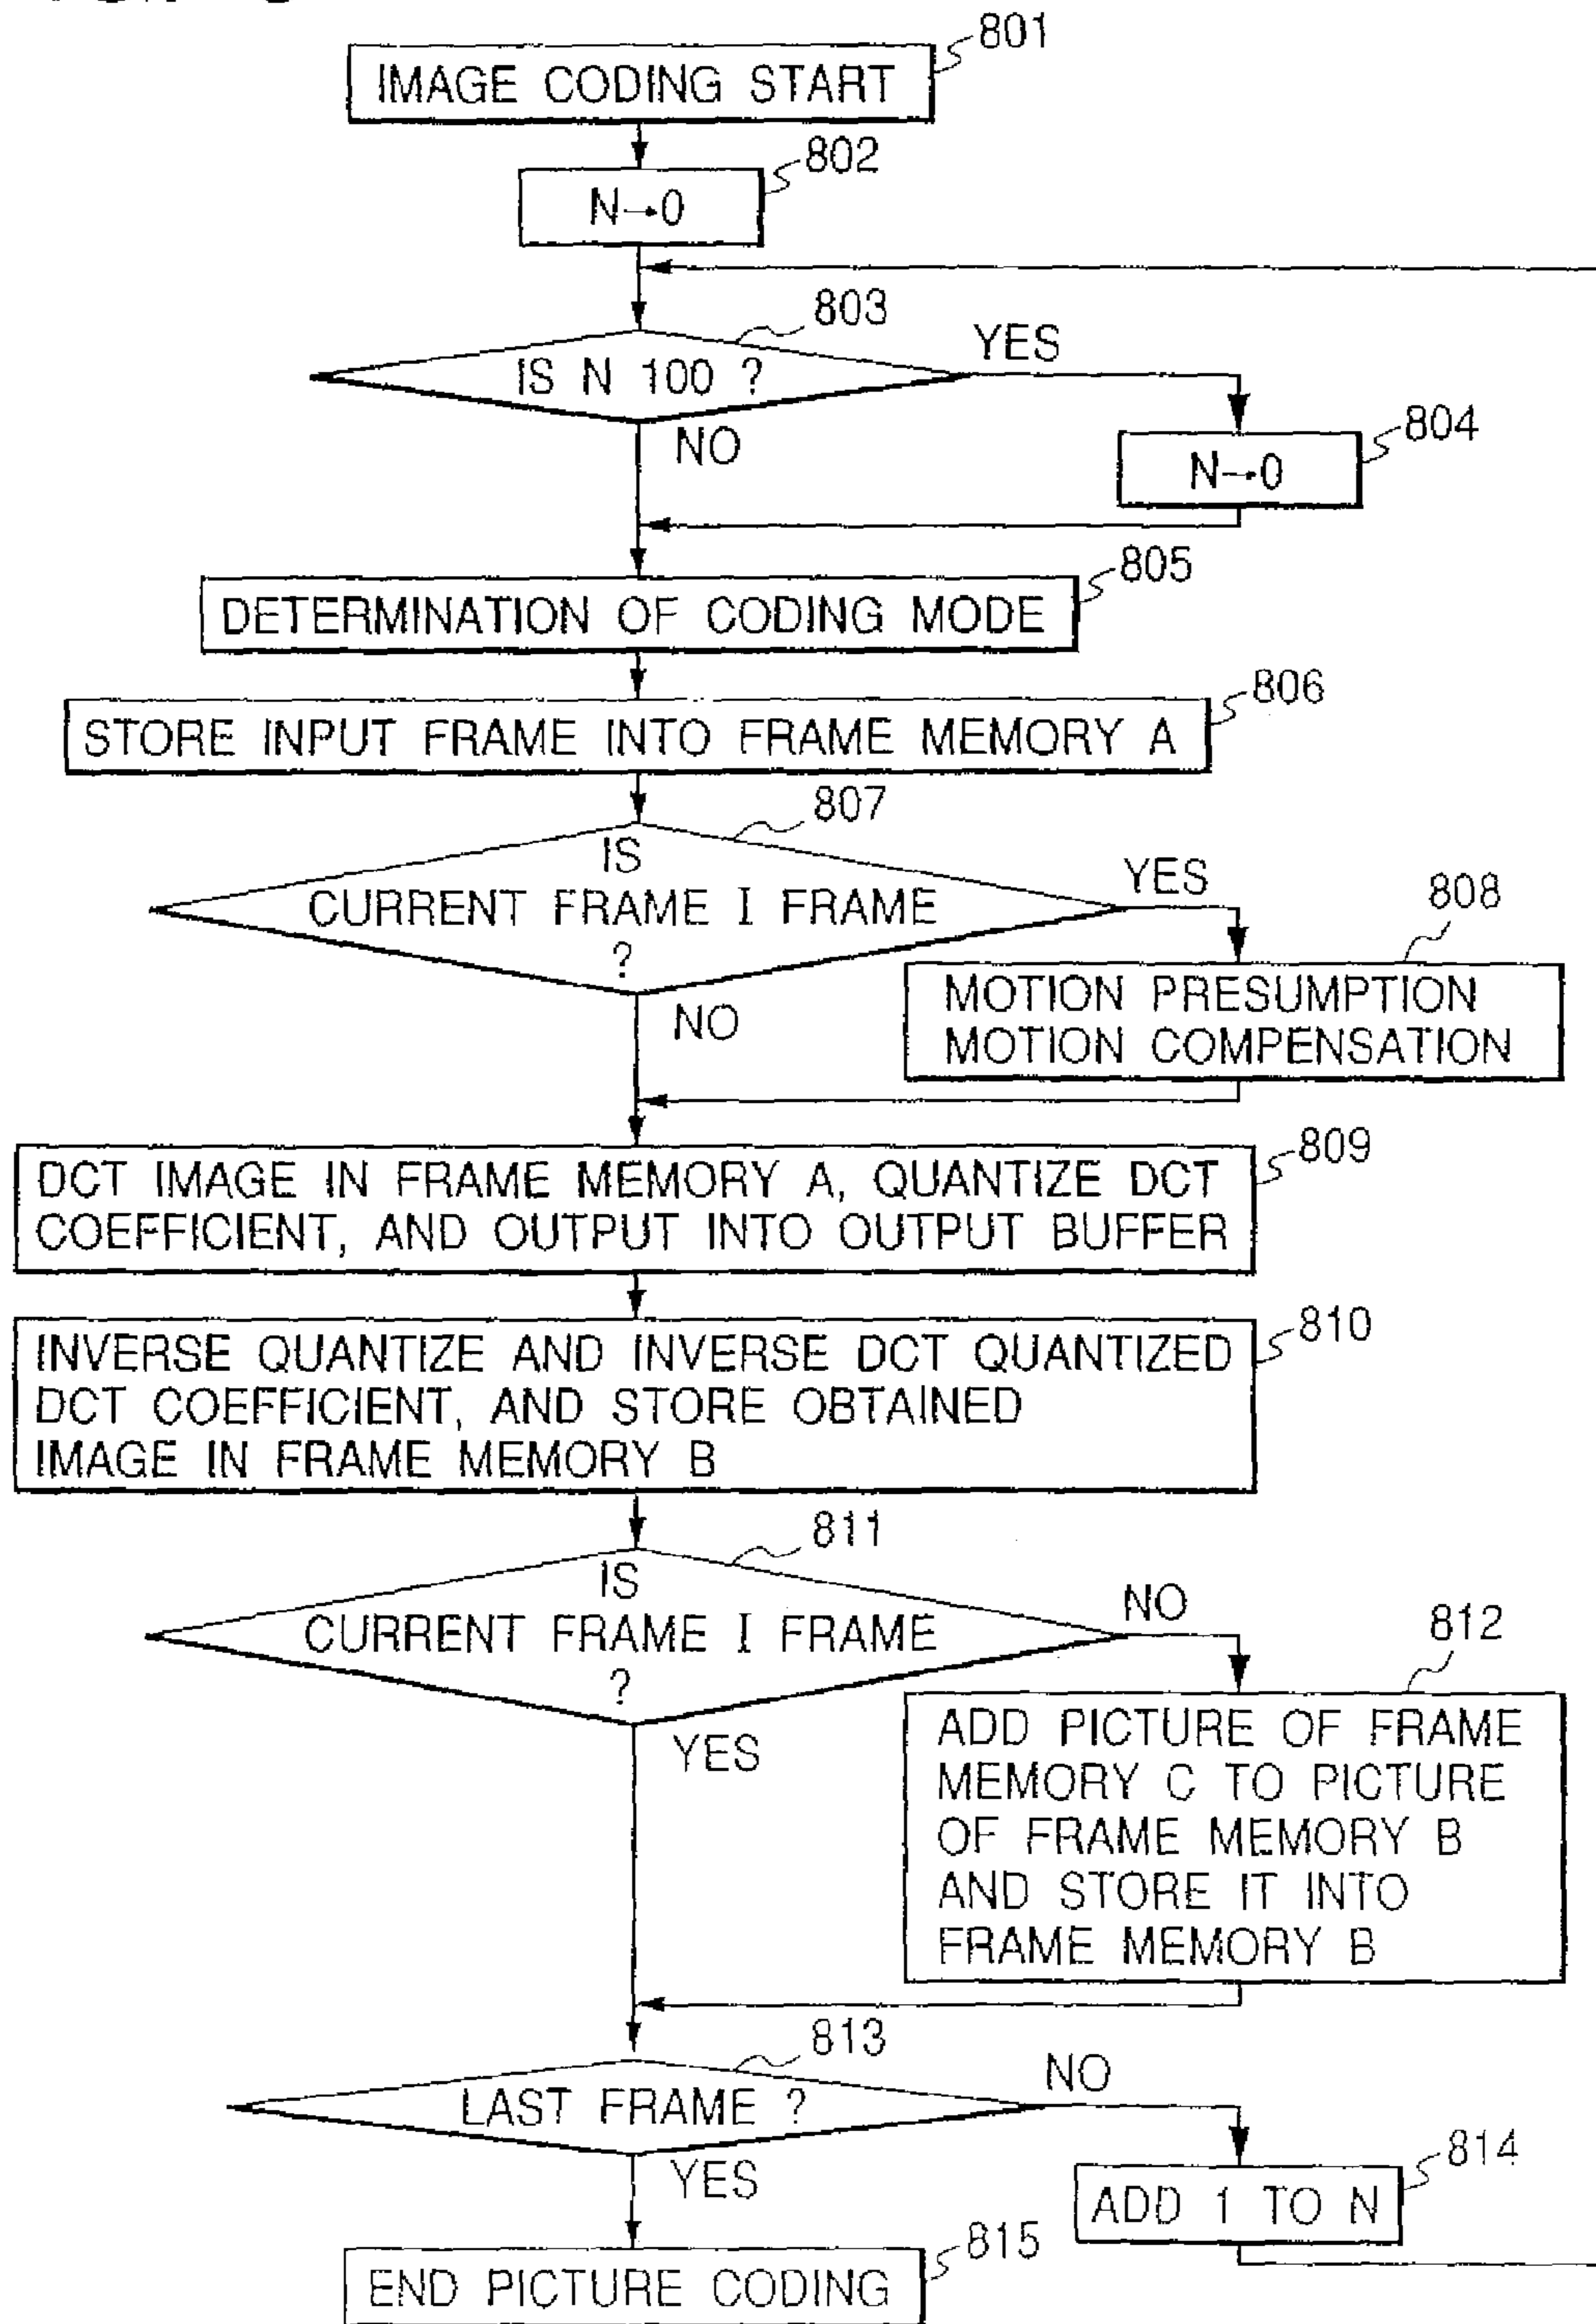 801
IMAGE CODING START
802
N→0
803
IS N 100 ?
YES
NO
804
N→0
805
DETERMINATION OF CODING MODE
806
STORE INPUT FRAME INTO FRAME MEMORY A
807
IS
CURRENT FRAME I FRAME
?
YES
NO
808
MOTION PRESUMPTION
MOTION COMPENSATION
809
DCT IMAGE IN FRAME MEMORY A, QUANTIZE DCT
COEFFICIENT, AND OUTPUT INTO OUTPUT BUFFER
810
INVERSE QUANTIZE AND INVERSE DCT QUANTIZED
DCT COEFFICIENT, AND STORE OBTAINED
IMAGE IN FRAME MEMORY B
811
IS
CURRENT FRAME I FRAME
?
NO
YES
812
ADD PICTURE OF FRAME
MEMORY C TO PICTURE
OF FRAME MEMORY B
AND STORE IT INTO
FRAME MEMORY B
813
LAST FRAME ?
NO
YES
814
ADD 1 TO N
815
END PICTURE CODING